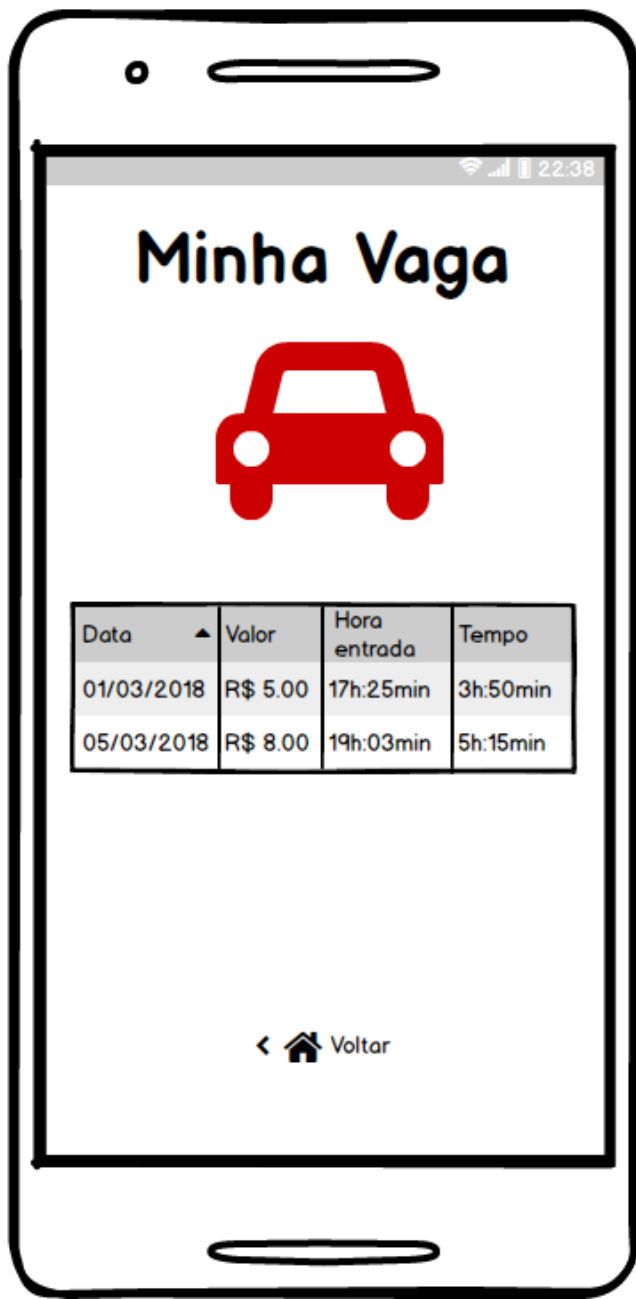 22:38
Minha Vaga
Data Valor Hora entrada Tempo
01/03/2018 R$ 5.00 17h:25min 3h:50min
05/03/2018 R$ 8.00 19h:03min 5h:15min
Voltar